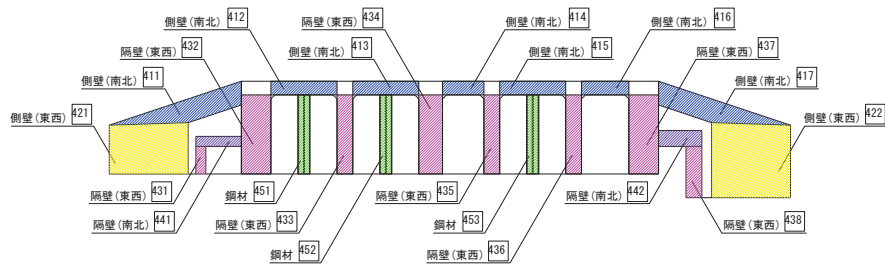 側壁(南北) 412
隔壁(東西) 434
側壁(南北) 414
側壁(南北) 416
隔壁(東西) 432
側壁(南北) 413
側壁(南北) 415
隔壁(東西) 437
側壁(南北) 411
側壁(南北) 417
側壁(東西) 421
側壁(東西) 422
隔壁(東西) 431
鋼材 451
隔壁(東西) 435
隔壁(南北) 442
隔壁(南北) 441
隔壁(東西) 433
鋼材 453
隔壁(東西) 438
鋼材 452
隔壁(東西) 436